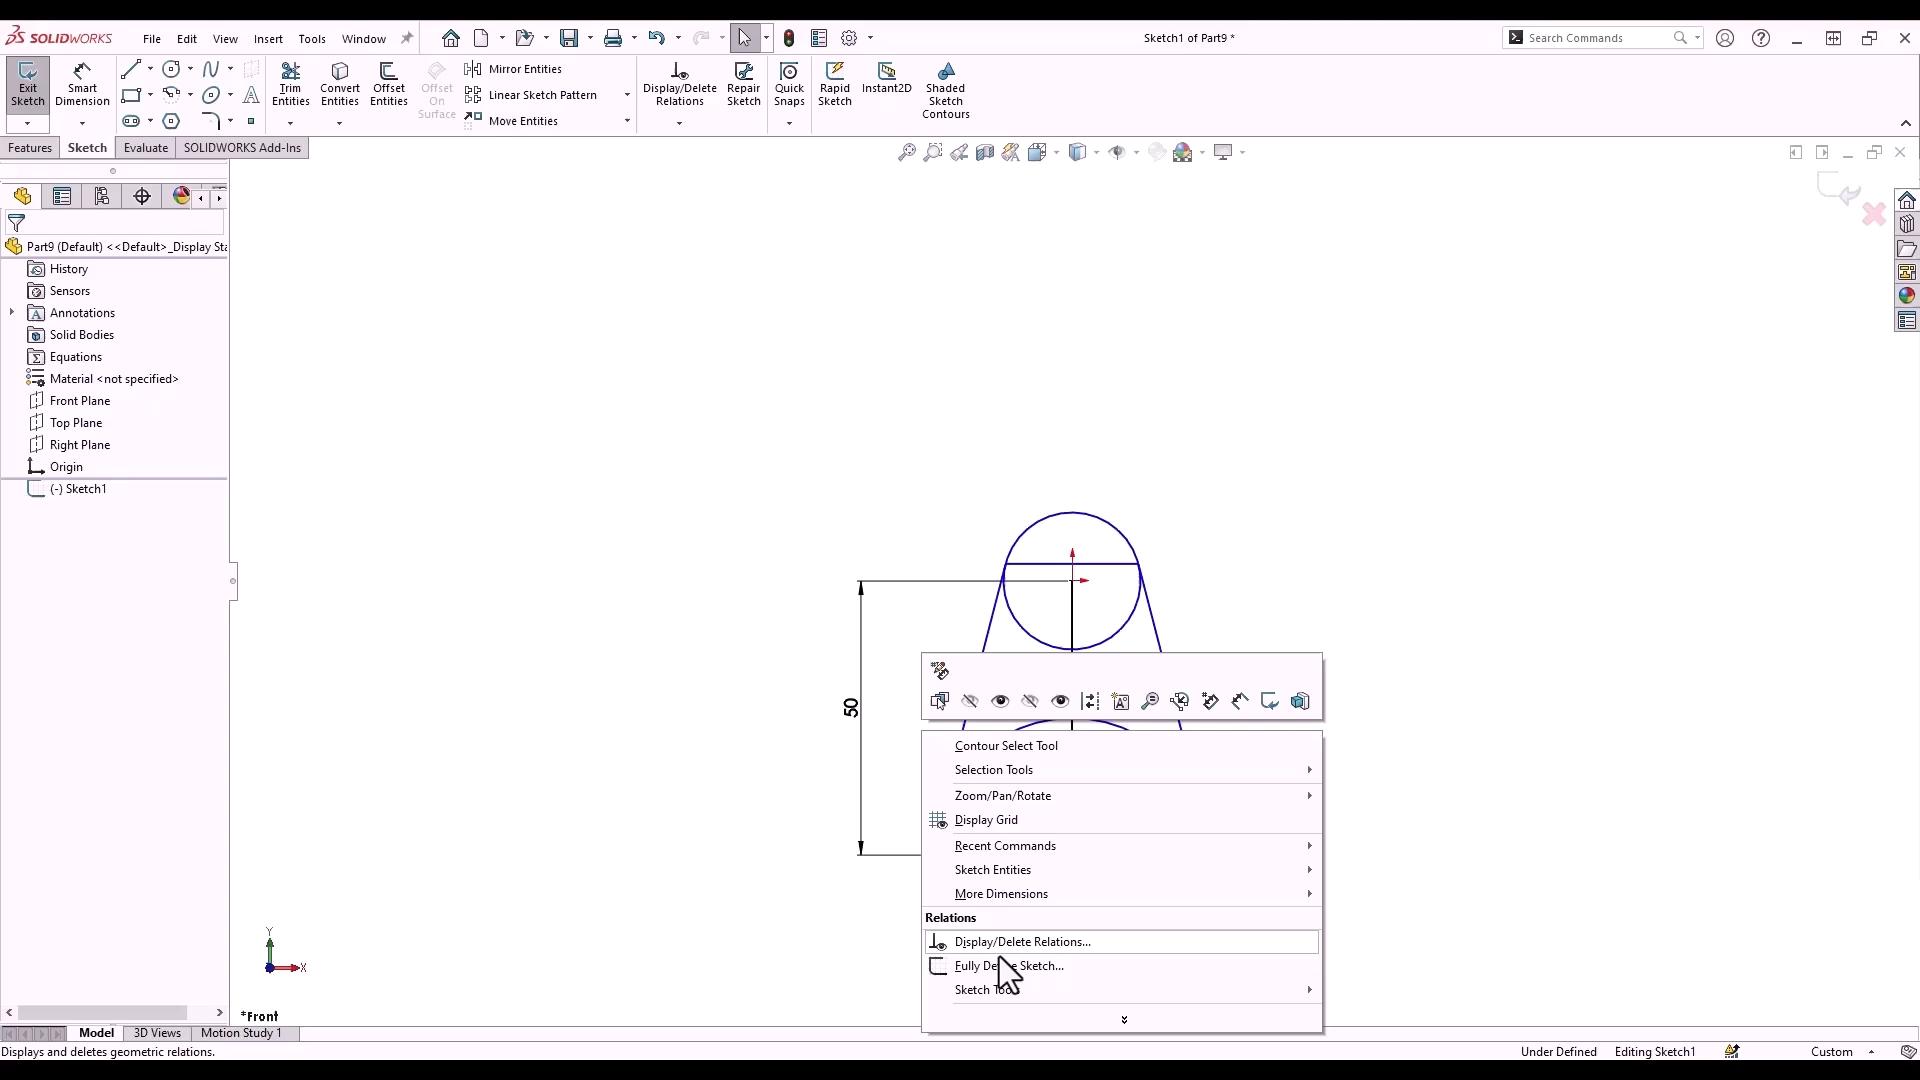 SOLIDWORKS File Edit View Insert Tools Window Sketch1 of Part9 * Search Commands
Exit Sketch
Smart Dimension
Trim Entities
Convert Entities
Offset Entities
Offset On Surface
Mirror Entities
Linear Sketch Pattern
Move Entities
Display/Delete Relations
Repair Sketch
Quick Snaps
Rapid Sketch
Instant2D
Shaded Sketch Contours
Features Sketch Evaluate SOLIDWORKS Add-Ins
Part9 (Default) <<Default>_Display Sta
History
Sensors
Annotations
Solid Bodies
Equations
Material <not specified>
Front Plane
Top Plane
Right Plane
Origin
(-) Sketch1
50
Contour Select Tool
Selection Tools
Zoom/Pan/Rotate
Display Grid
Recent Commands
Sketch Entities
More Dimensions
Relations
Display/Delete Relations...
Fully Define Sketch...
Sketch Tools
Y
X
*Front
Model 3D Views Motion Study 1
Displays and deletes geometric relations. Under Defined Editing Sketch1 Custom